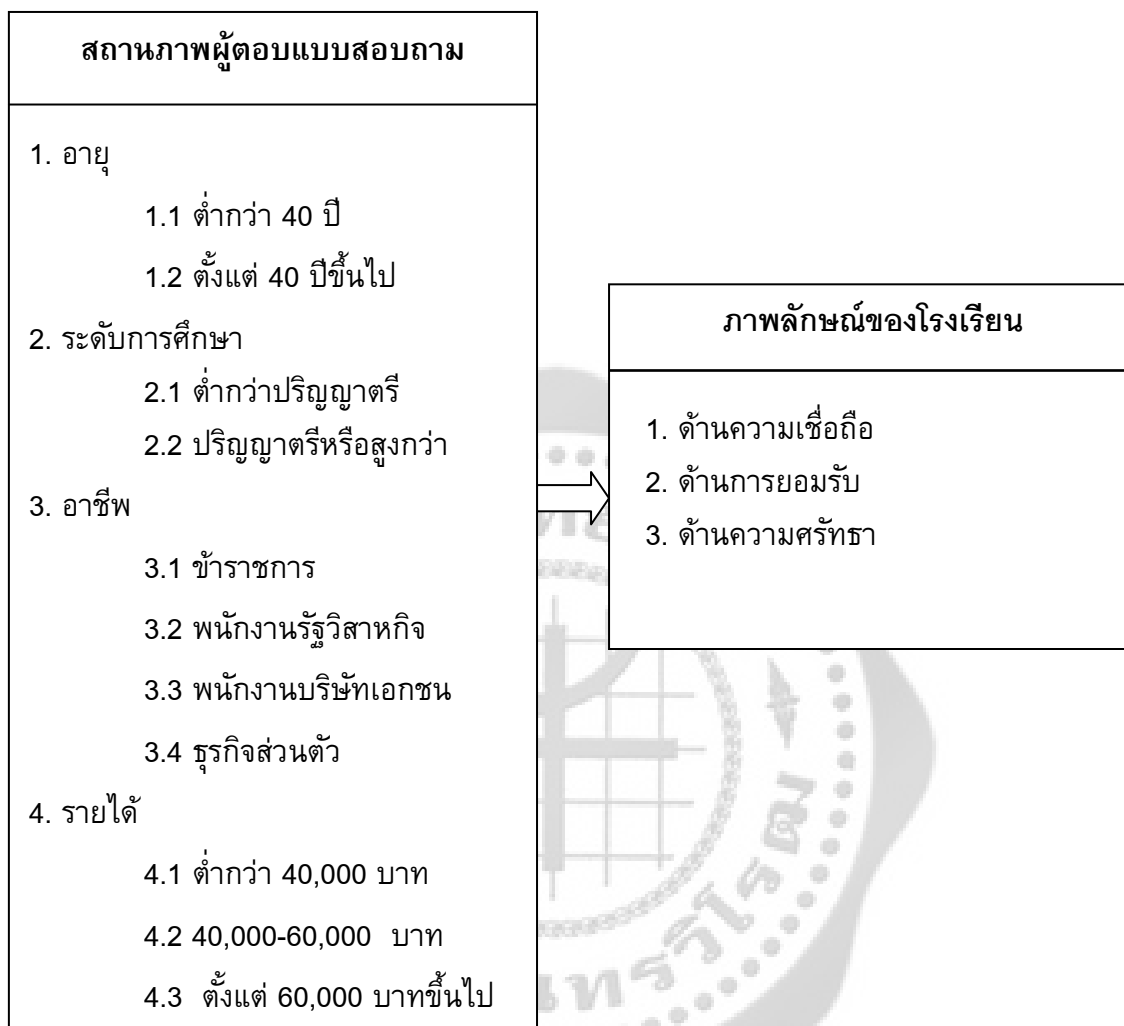 สถานภาพผู้ตอบแบบสอบถาม
1. อายุ
1.1 ต่ำกว่า 40 ปี
1.2 ตั้งแต่ 40 ปีขึ้นไป
2. ระดับการศึกษา
2.1 ต่ำกว่าปริญญาตรี
2.2 ปริญญาตรีหรือสูงกว่า
3. อาชีพ
3.1 ข้าราชการ
3.2 พนักงานรัฐวิสาหกิจ
3.3 พนักงานบริษัทเอกชน
3.4 ธุรกิจส่วนตัว
4. รายได้
4.1 ต่ำกว่า 40,000 บาท
4.2 40,000-60,000 บาท
4.3 ตั้งแต่ 60,000 บาทขึ้นไป
ภาพลักษณ์ของโรงเรียน
1. ด้านความเชื่อถือ
2. ด้านการยอมรับ
3. ด้านความศรัทธา